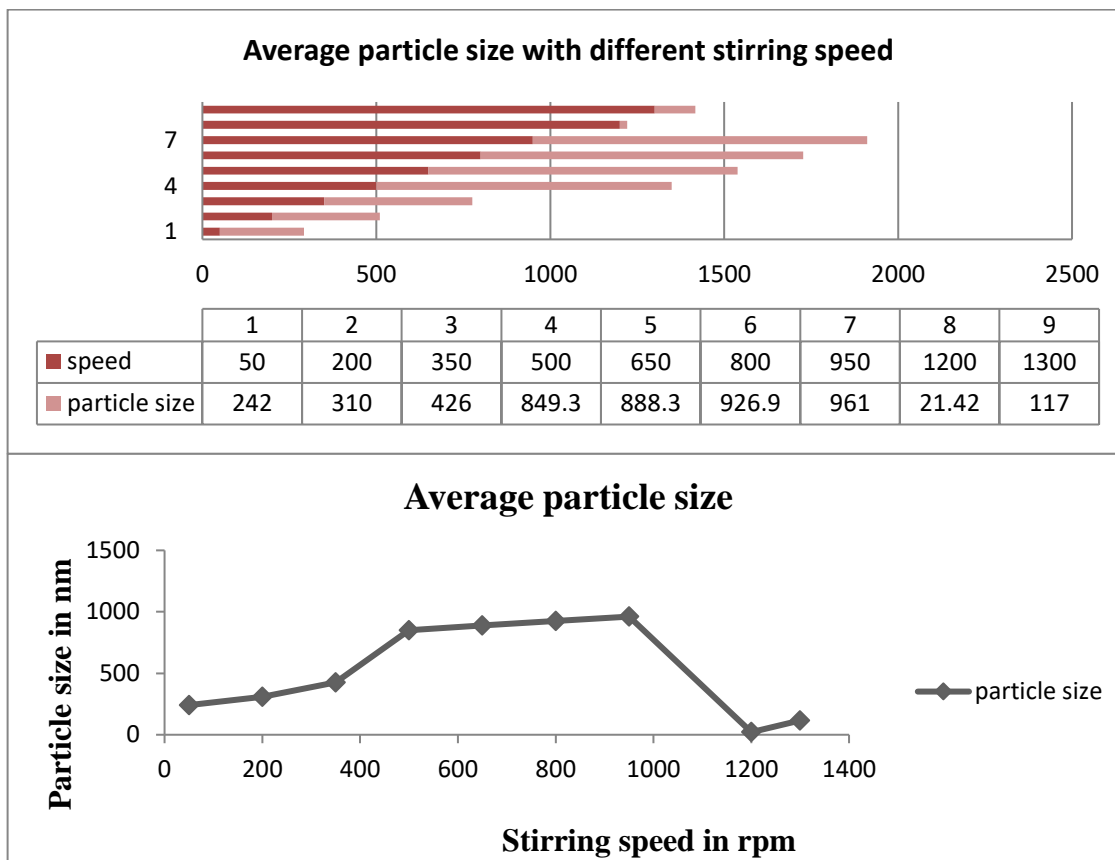 Average particle size with different stirring speed
7
4
1
0 500 1000 1500 2000 2500
1 2 3 4 5 6 7 8 9
speed 50 200 350 500 650 800 950 1200 1300
particle size 242 310 426 849.3 888.3 926.9 961 21.42 117
Average particle size
Particle size in nm
1500
1000
500
0
0 200 400 600 800 1000 1200 1400
particle size
Stirring speed in rpm